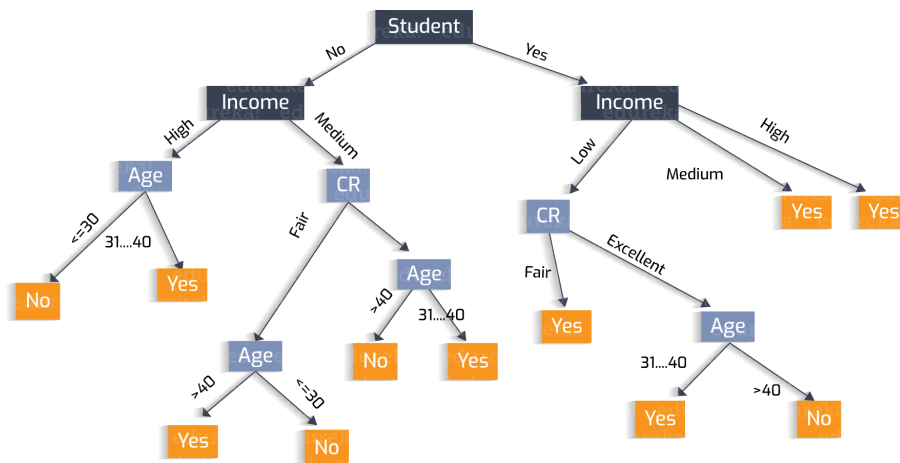 Student
No
Yes
Income
Income
High
Medium
Low
Medium
High
Age
CR
CR
Yes
Yes
<=30
31....40
Fair
Fair
Excellent
No
Yes
Age
>40
31....40
Yes
Age
Age
No
Yes
31....40
>40
>40
<=30
Yes
No
Yes
No